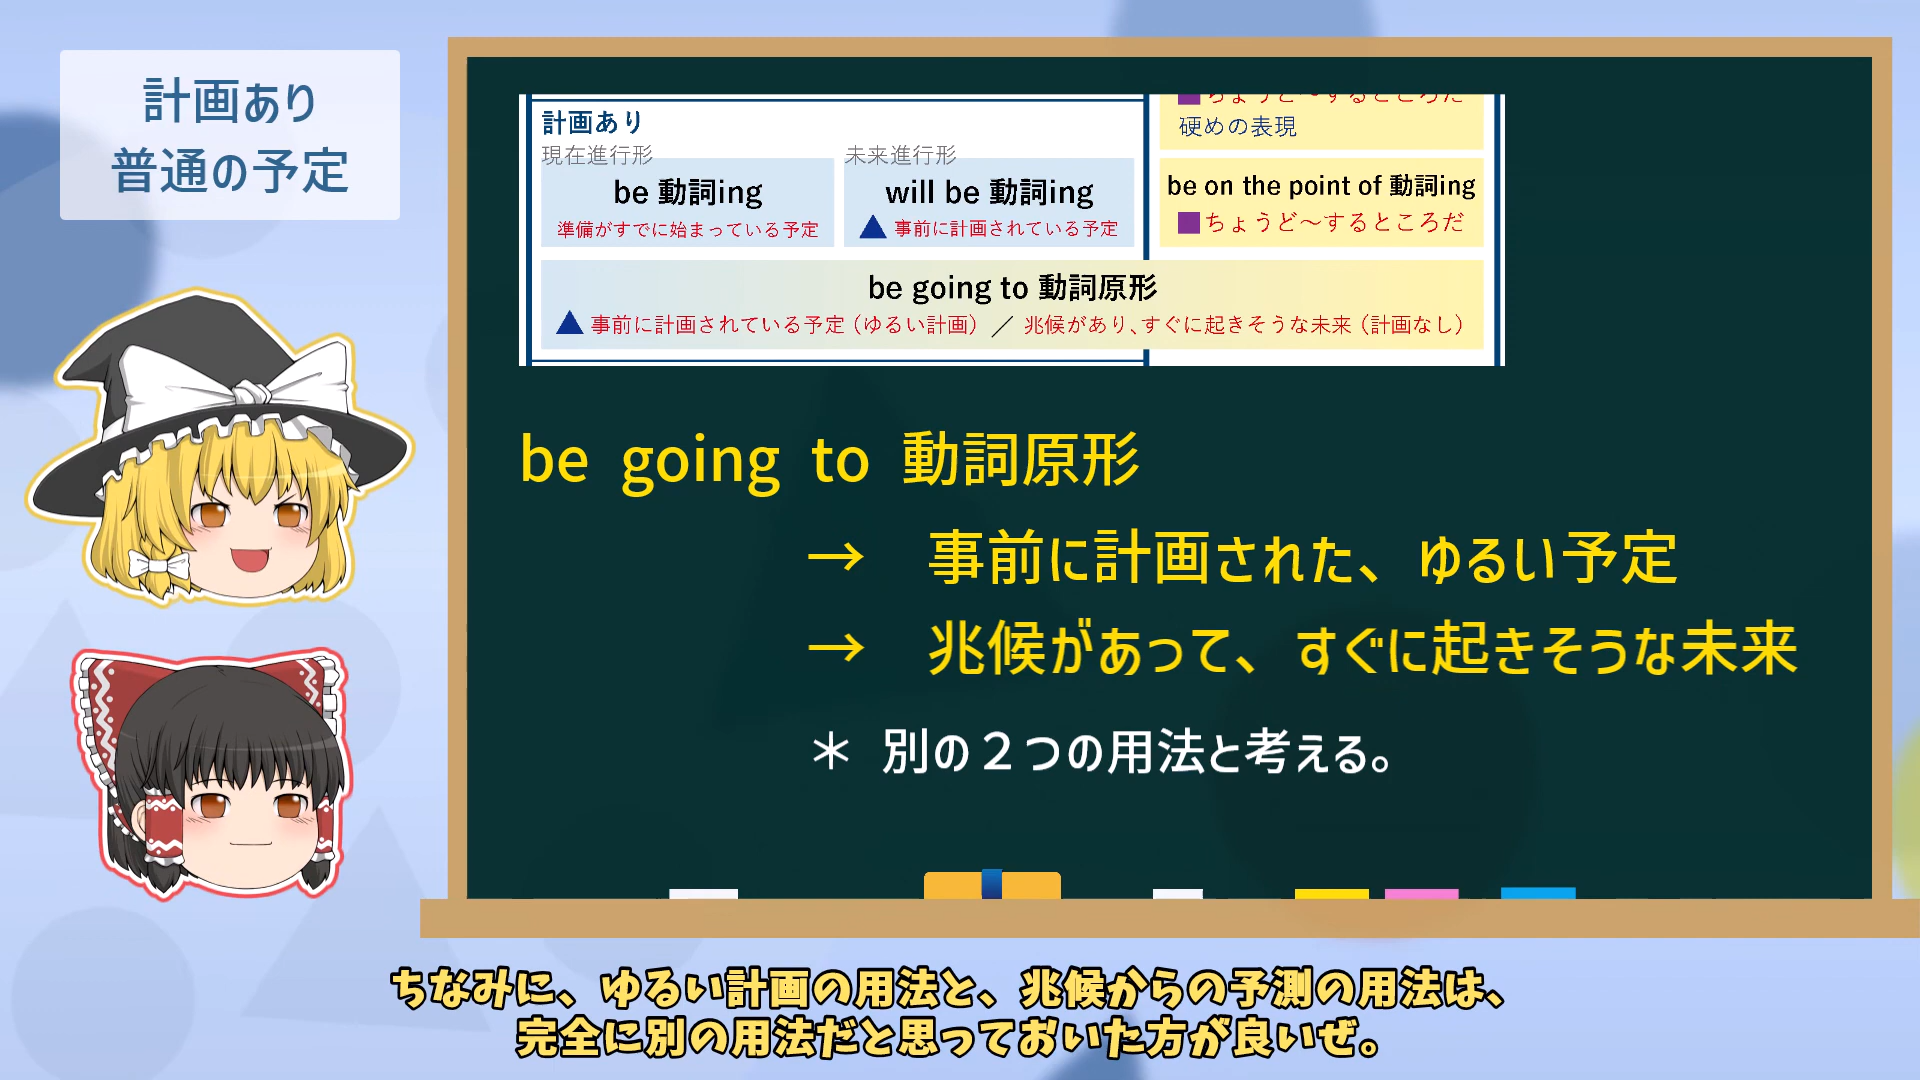 計画あり
普通の予定
計画あり
現在進行形
be 動詞ing
準備がすでに始まっている予定
未来進行形
will be 動詞ing
▲ 事前に計画されている予定
■ちょうど～するところだ
硬めの表現
be on the point of 動詞ing
■ちょうど～するところだ
be going to 動詞原形
▲ 事前に計画されている予定（ゆるい計画） ／ 兆候があり、すぐに起きそうな未来（計画なし）
be going to 動詞原形
→ 事前に計画された、ゆるい予定
→ 兆候があって、すぐに起きそうな未来
＊ 別の２つの用法と考える。
ちなみに、ゆるい計画の用法と、兆候からの予測の用法は、
完全に別の用法だと思っておいた方が良いぜ。